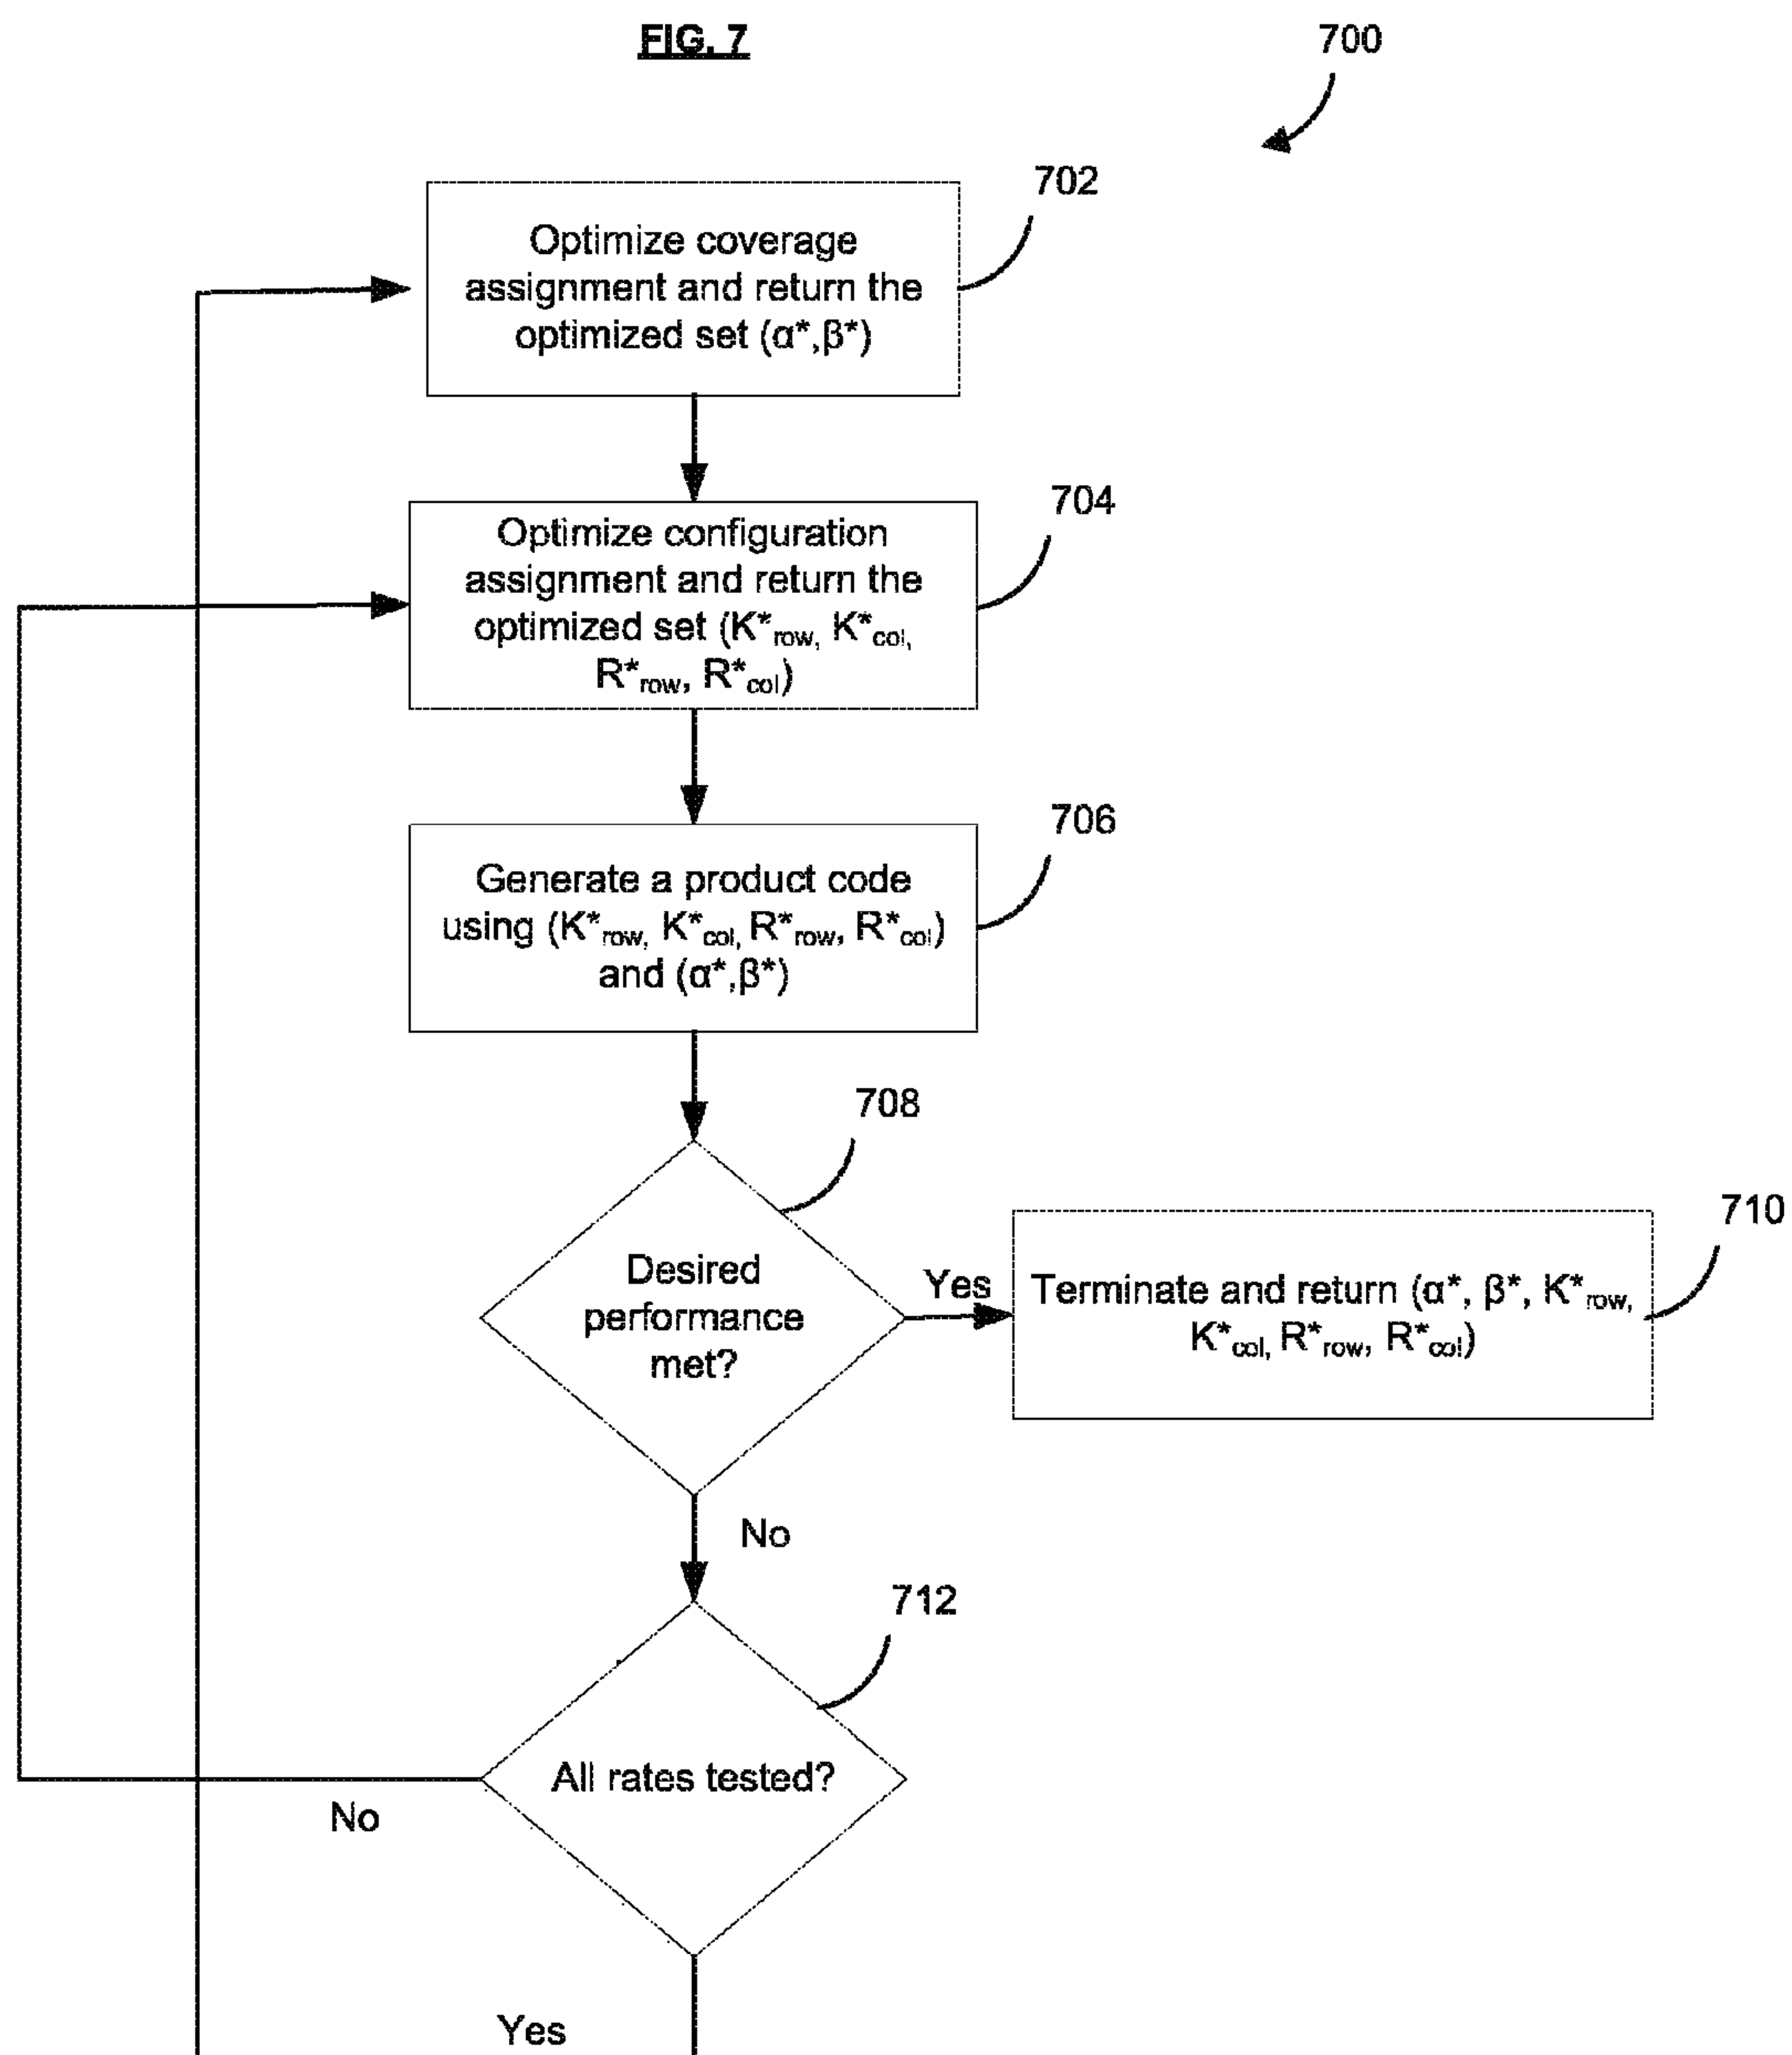 FIG. 7
700
702
Optimize coverage
assignment and return the
optimized set (α*,β*)
704
Optimize configuration
assignment and return the
optimized set (K*row, K*col,
R*row, R*col)
706
Generate a product code
using (K*row, K*col, R*row, R*col)
and (α*,β*)
708
Desired
performance
met?
Yes
710
Terminate and return (α*, β*, K*row,
K*col, R*row, R*col)
No
712
All rates tested?
No
Yes